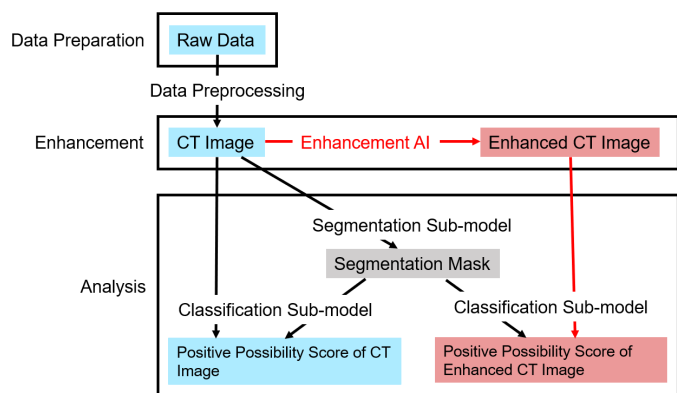 Data Preparation
Raw Data
Data Preprocessing
Enhancement
CT Image
Enhancement AI
Enhanced CT Image
Segmentation Sub-model
Segmentation Mask
Analysis
Classification Sub-model
Classification Sub-model
Positive Possibility Score of CT
Image
Positive Possibility Score of
Enhanced CT Image